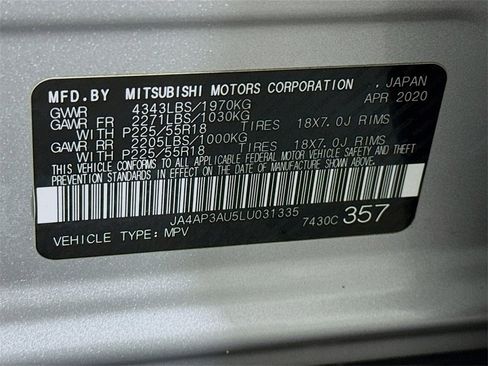 MFD.BY MITSUBISHI MOTORS CORPORATION , JAPAN
GVWR 4343LBS/1970KG APR 2020
GAWR FR 2271LBS/1030KG
WITH P225/55R18 TIRES 18X7.0J RIMS
GAWR RR 2205LBS/1000KG
WITH P225/55R18 TIRES 18X7.0J RIMS
THIS VEHICLE CONFORMS TO ALL APPLICABLE FEDERAL MOTOR VEHICLE SAFETY AND THEFT
PREVENTION STANDARDS IN EFFECT ON THE DATE OF MANUFACTURE SHOWN ABOVE.
JA4AP3AU5LU031335
VEHICLE TYPE: MPV 7430C 357